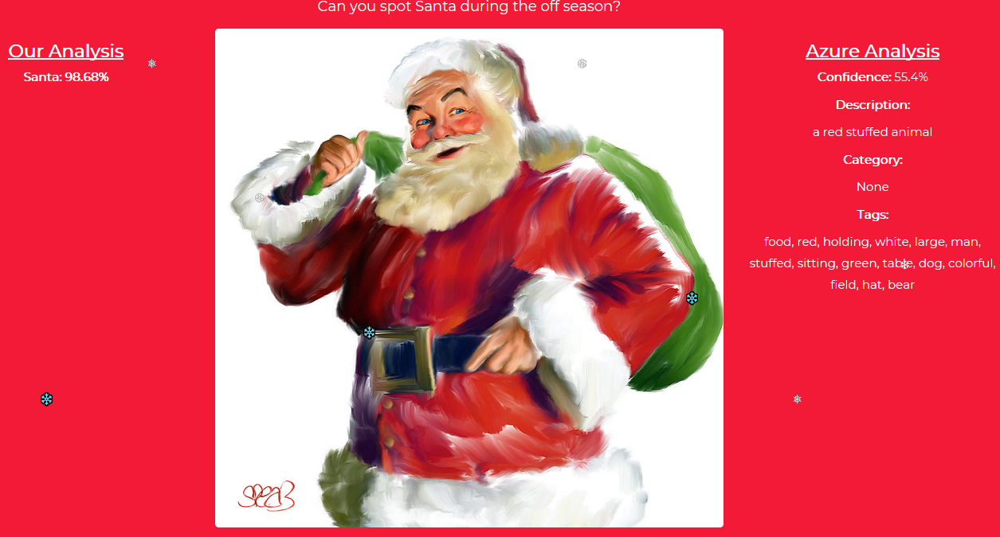 Can you spot Santa during the off season?
Our Analysis
Santa: 98.68%
Azure Analysis
Confidence: 55.4%
Description:
a red stuffed animal
Category:
None
Tags:
food, red, holding, white, large, man,
stuffed, sitting, green, table, dog, colorful,
field, hat, bear